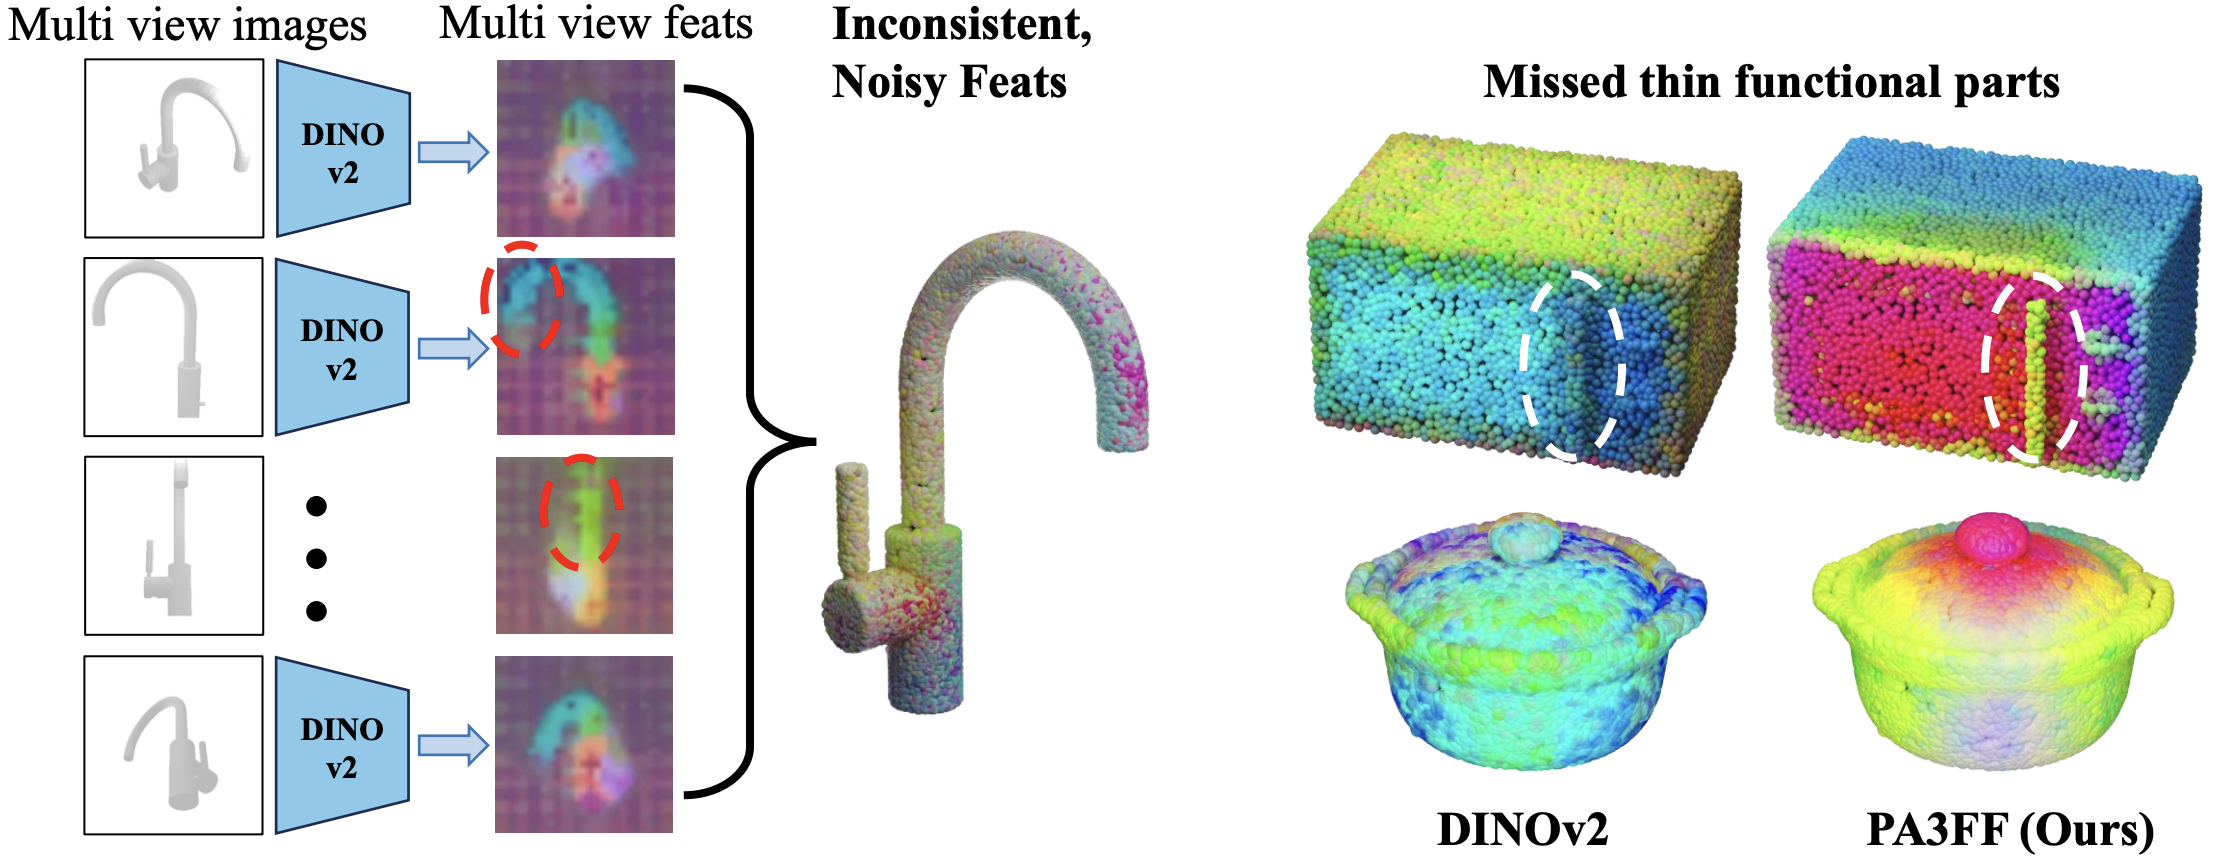 Multi view images
Multi view feats
Inconsistent,
Noisy Feats
Missed thin functional parts
DINO
v2
DINO
v2
DINO
v2
DINOv2
PA3FF (Ours)